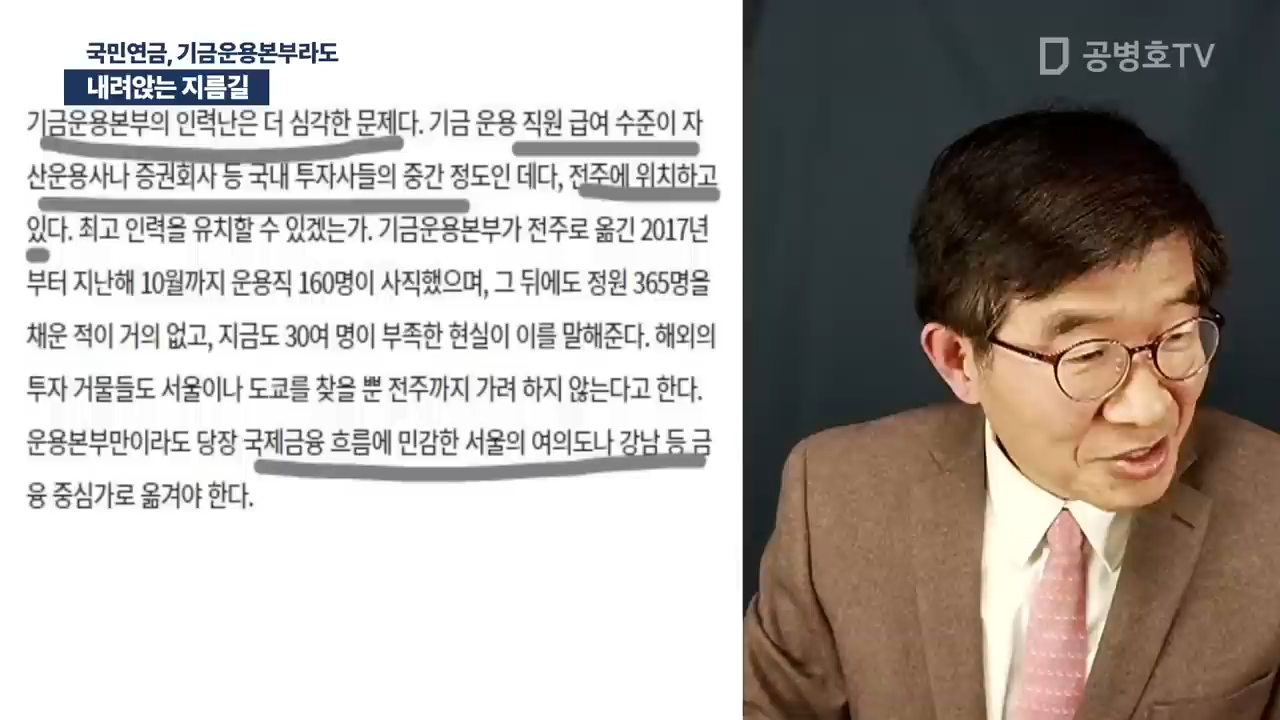 국민연금, 기금운용본부라도
내려앉는 지름길
공병호TV
기금운용본부의 인력난은 더 심각한 문제다. 기금 운용 직원 급여 수준이 자
산운용사나 증권회사 등 국내 투자사들의 중간 정도인 데다, 전주에 위치하고
있다. 최고 인력을 유치할 수 있겠는가. 기금운용본부가 전주로 옮긴 2017년
부터 지난해 10월까지 운용직 160명이 사직했으며, 그 뒤에도 정원 365명을
채운 적이 거의 없고, 지금도 30여 명이 부족한 현실이 이를 말해준다. 해외의
투자 거물들도 서울이나 도쿄를 찾을 뿐 전주까지 가려 하지 않는다고 한다.
운용본부만이라도 당장 국제금융 흐름에 민감한 서울의 여의도나 강남 등 금
융 중심가로 옮겨야 한다.